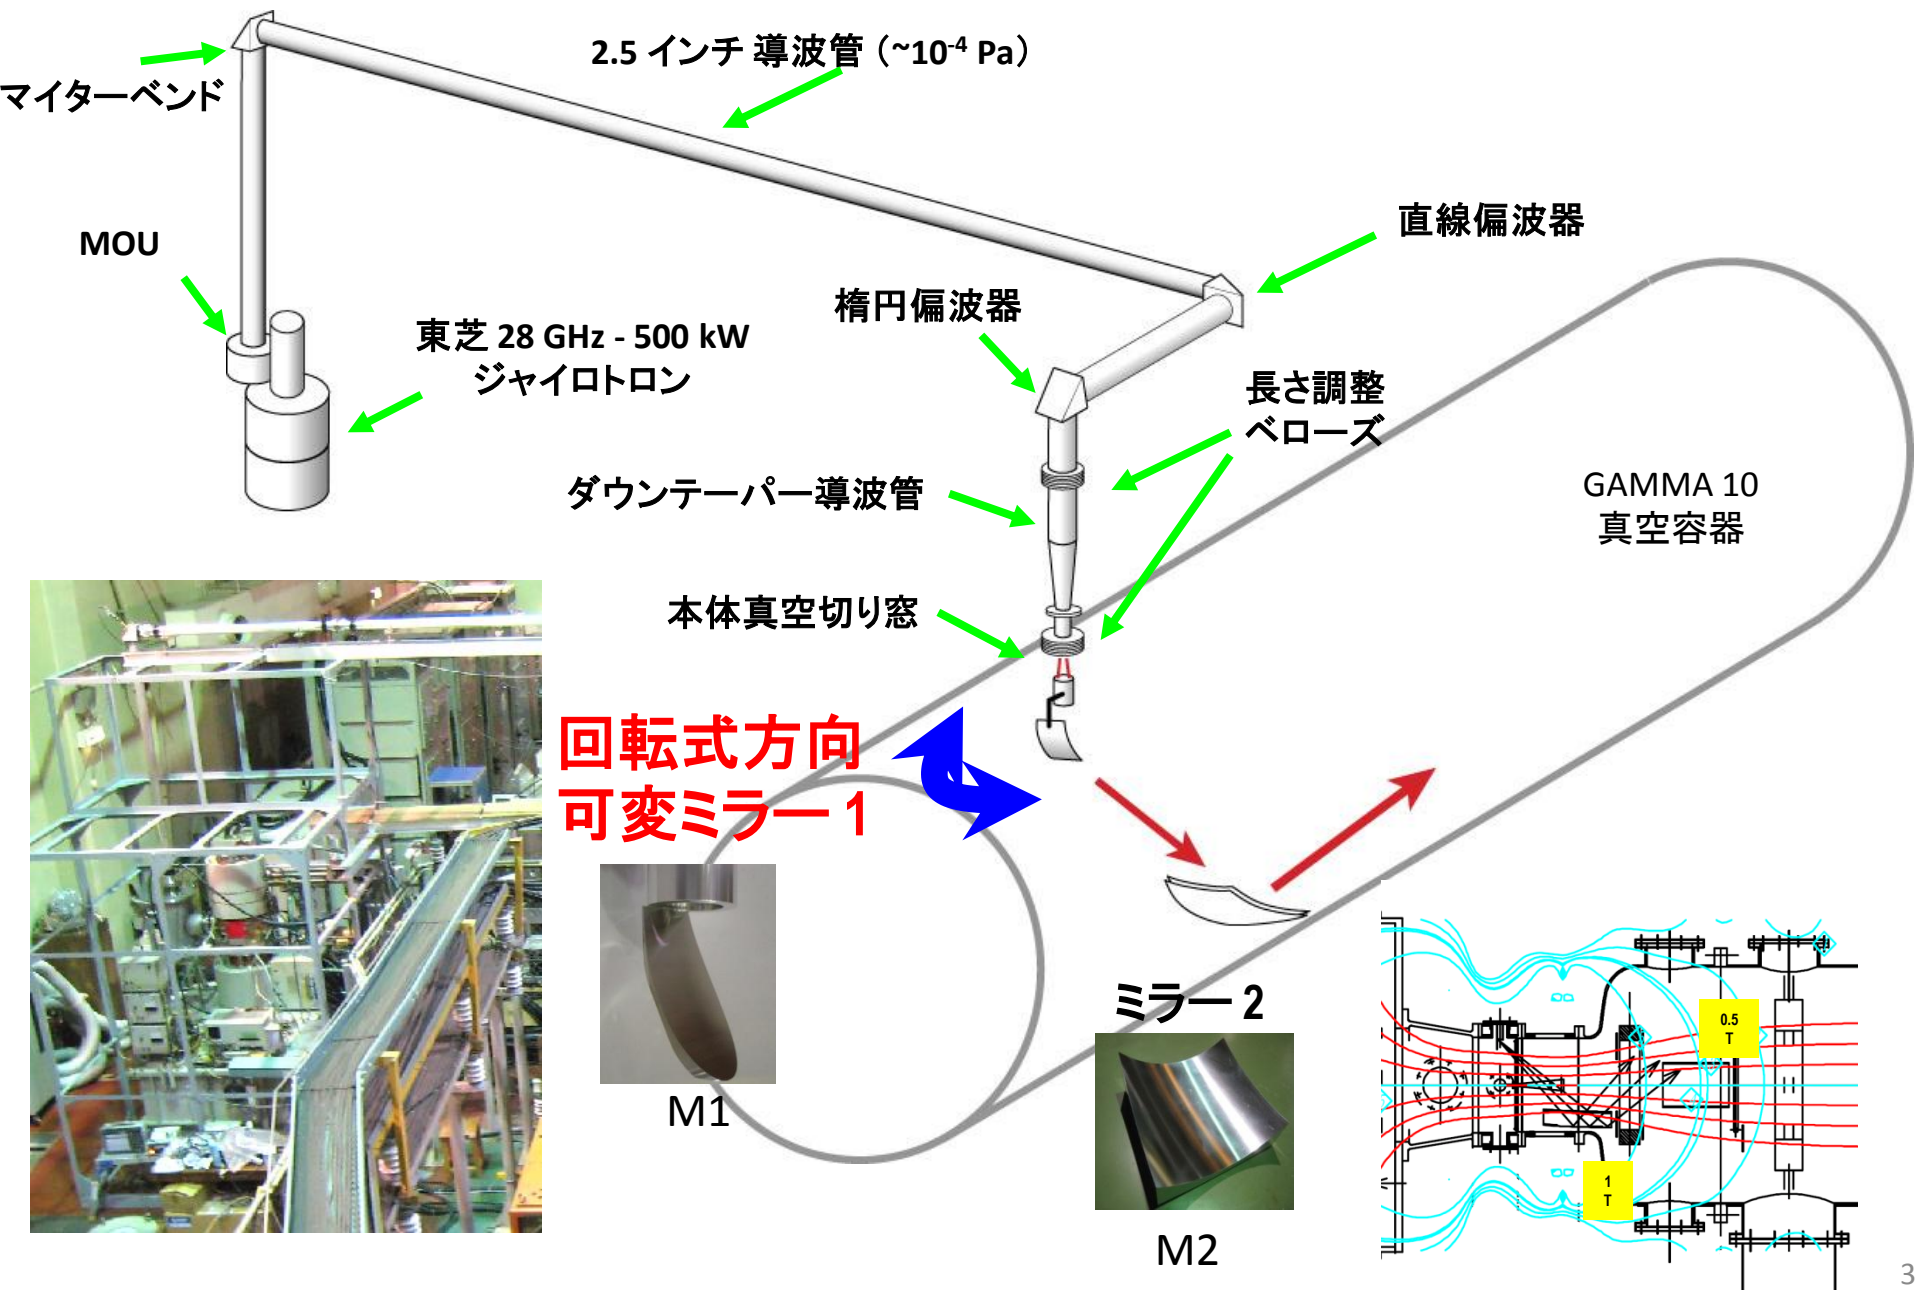 2.5 インチ 導波管（~10-4 Pa）
マイターベンド
MOU
直線偏波器
楕円偏波器
東芝 28 GHz - 500 kW
ジャイロトロン
長さ調整
ベローズ
ダウンテーパー導波管
GAMMA 10
真空容器
本体真空切り窓
回転式方向
可変ミラー 1
M1
ミラー 2
M2
0.5
T
1
T
3